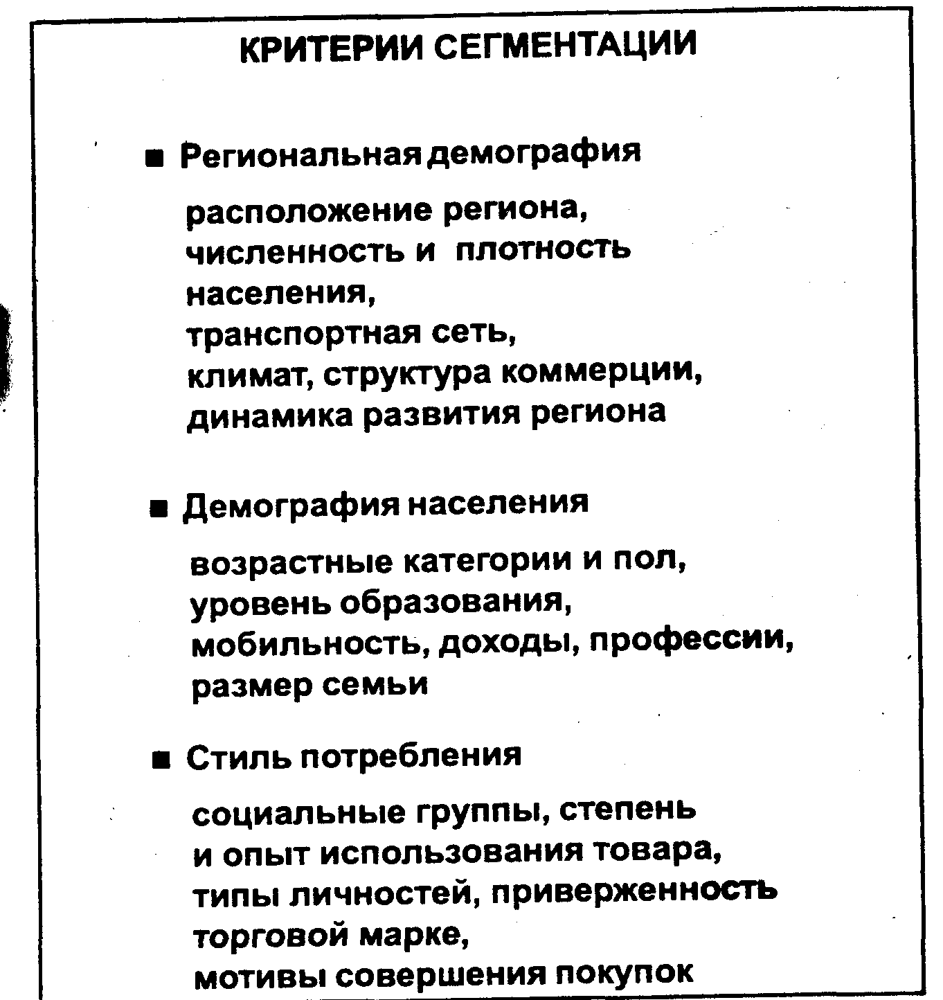 КРИТЕРИИ СЕГМЕНТАЦИИ
■ Региональная демография
расположение региона,
численность и плотность
населения,
транспортная сеть,
климат, структура коммерции,
динамика развития региона
■ Демография населения
возрастные категории и пол,
уровень образования,
мобильность, доходы, профессии,
размер семьи
■ Стиль потребления
социальные группы, степень
и опыт использования товара,
типы личностей, приверженность
торговой марке,
мотивы совершения покупок